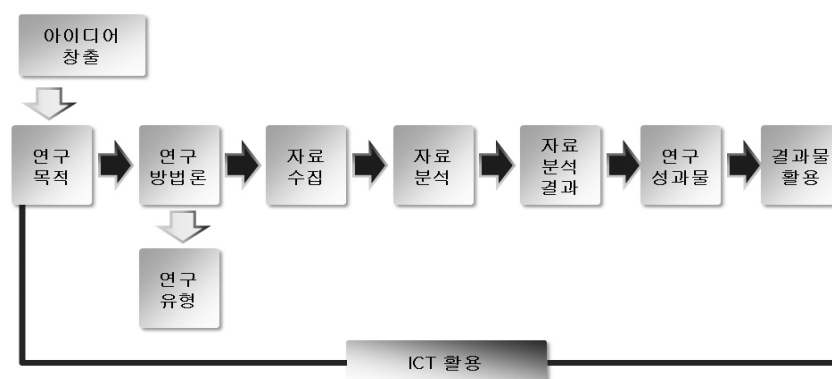 아이디어
창출
연구
목적
연구
방법론
자료
수집
자료
분석
자료
분석
결과
연구
성과물
결과물
활용
연구
유형
ICT 활용